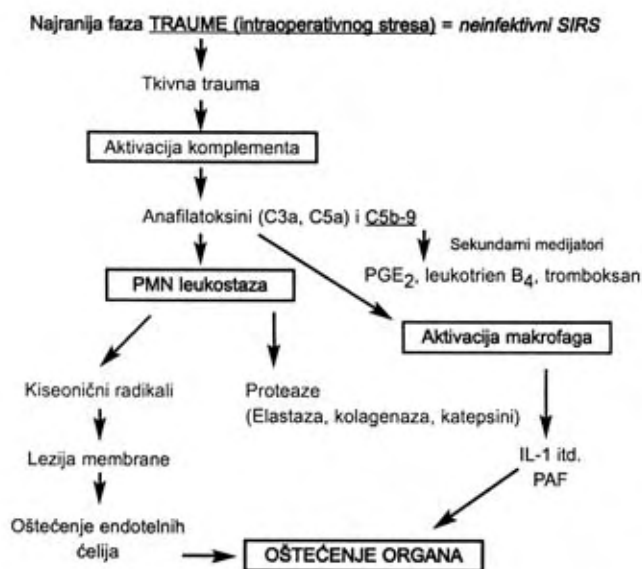 Najranija faza TRAUME (intraoperativnog stresa) = neinfektivni SIRS
Tkivna trauma
Aktivacija komplementa
Anafilatoksini (C3a, C5a) i C5b-9
Sekundarni medijatori
PGE2, leukotrien B4, tromboksan
PMN leukostaza
Aktivacija makrofaga
Kiseonični radikali
Proteaze
(Elastaza, kolagenaza, katepsini)
Lezija membrane
IL-1 itd.
PAF
Oštećenje endotelnih
ćelija
OŠTEĆENJE ORGANA